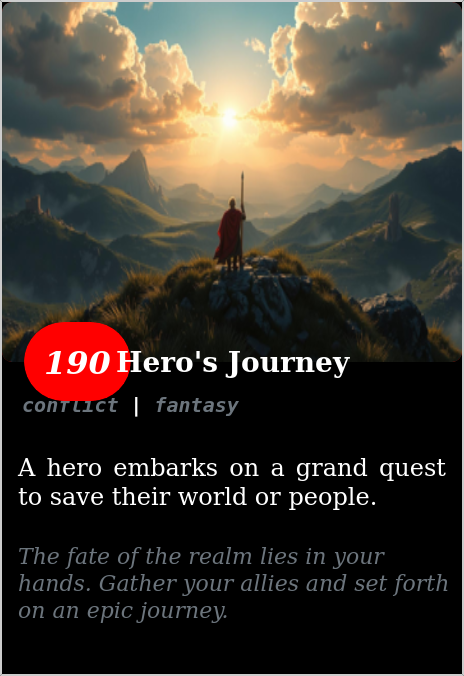 190 Hero's Journey
conflict | fantasy
A hero embarks on a grand quest
to save their world or people.
The fate of the realm lies in your
hands. Gather your allies and set forth
on an epic journey.